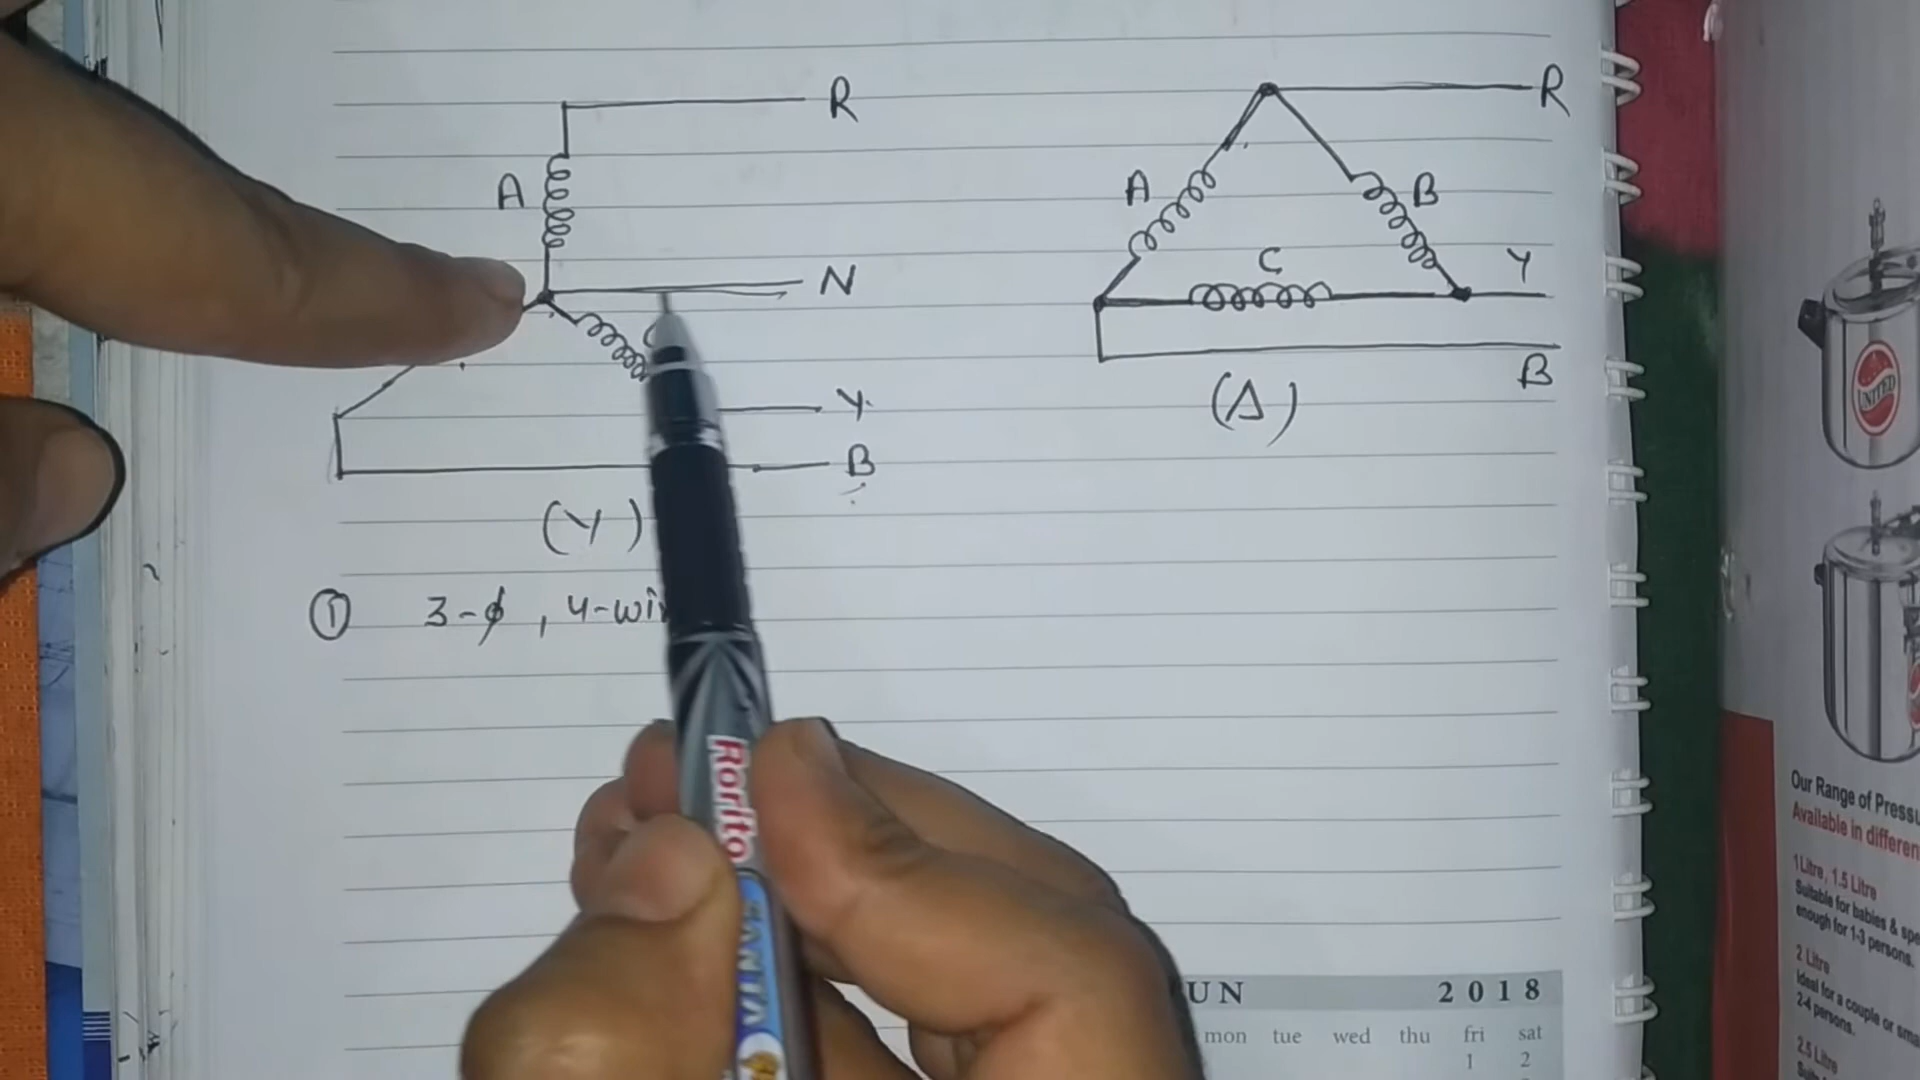 R
A
N
C
Y
B
(Y)
① 3-ϕ, 4-wi
R
A
B
C
Y
B
(Δ)
Rorito
UN 2018
mon tue wed thu fri sat
1 2
UNITED
Our Range of Pressu
Available in differen
1 Litre, 1.5 Litre
Suitable for babies & spe
enough for 1-3 persons.
2 Litre
Ideal for a couple or sma
2-4 persons.
2.5 Litre